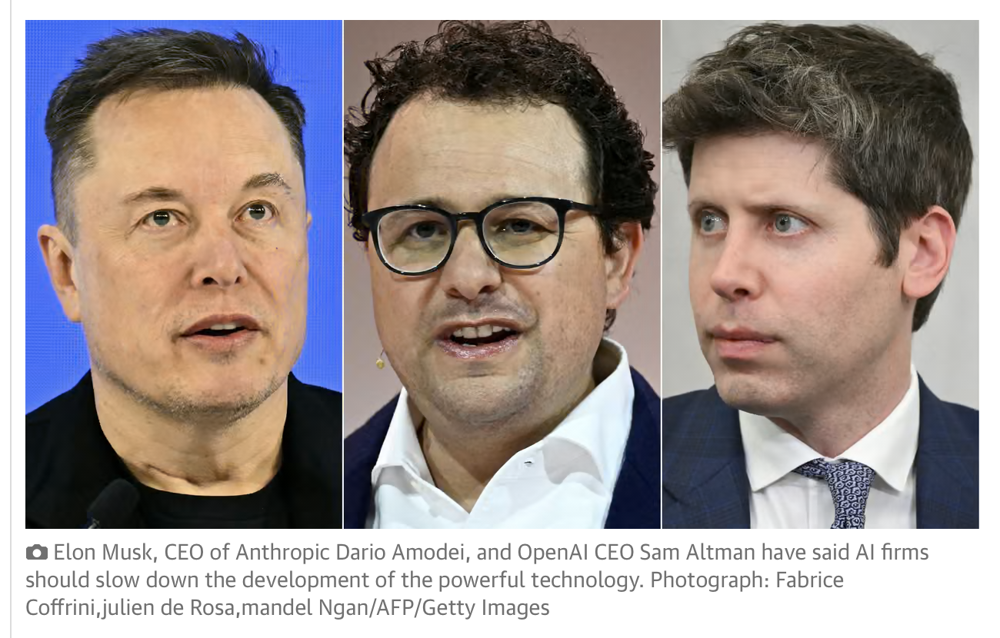 Elon Musk, CEO of Anthropic Dario Amodei, and OpenAI CEO Sam Altman have said AI firms
should slow down the development of the powerful technology. Photograph: Fabrice
Coffrini,julien de Rosa,mandel Ngan/AFP/Getty Images